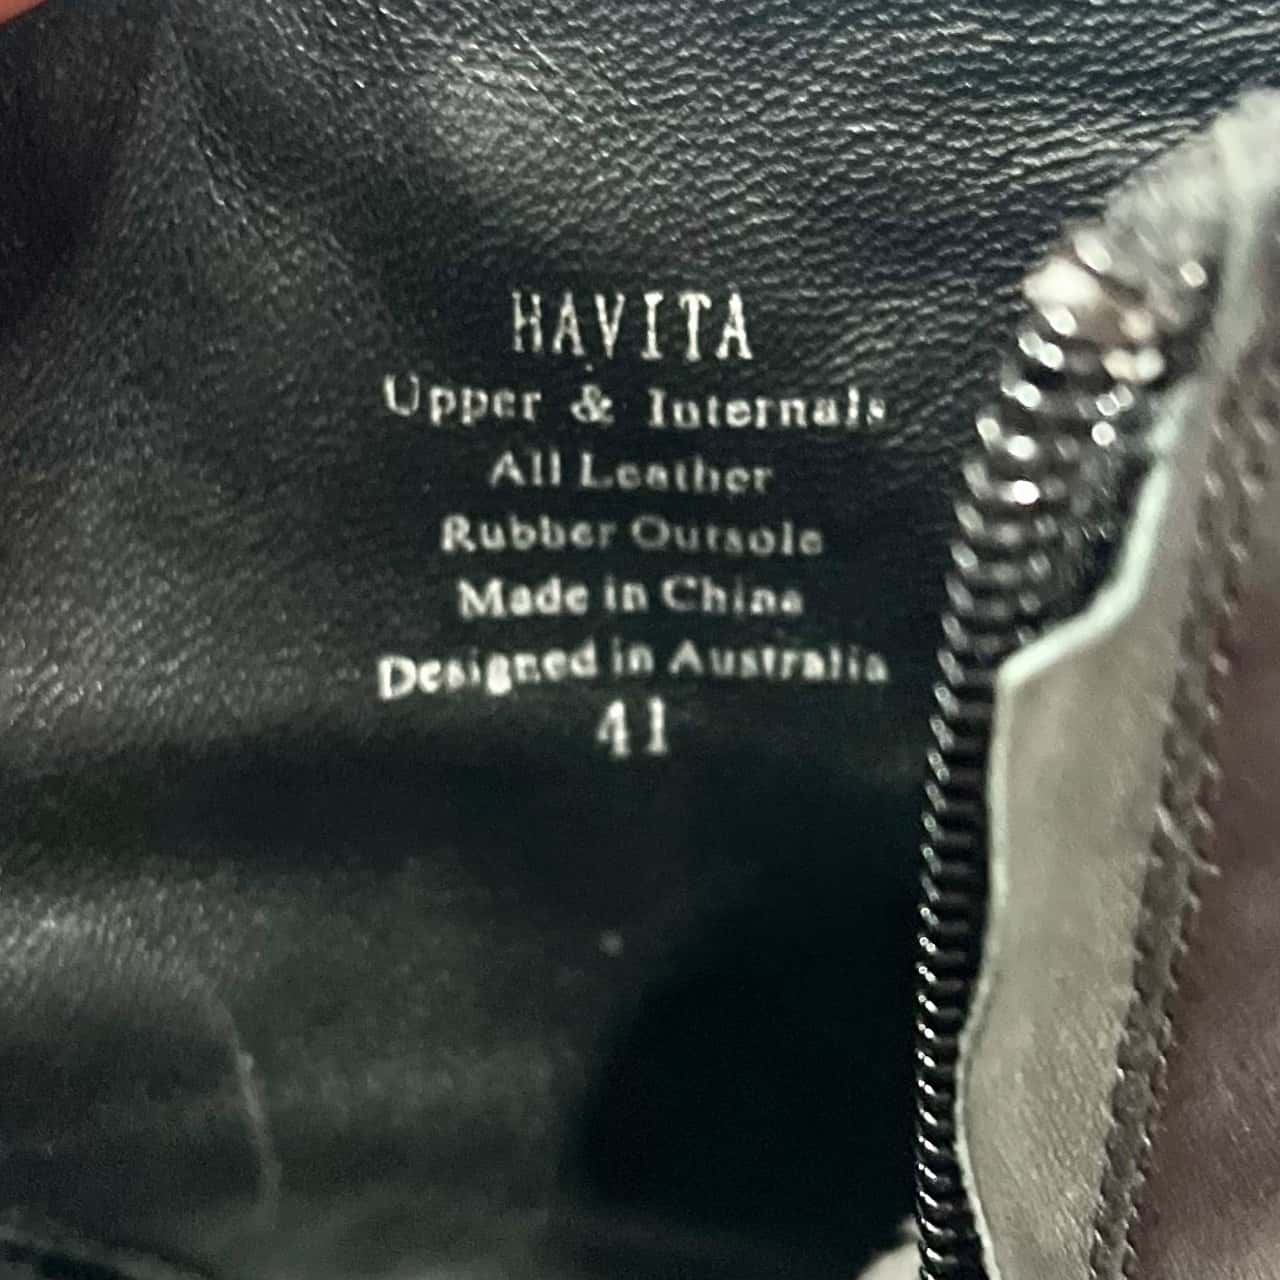 HAVITA
Upper & Internals
All Leather
Rubber Outsole
Made in China
Designed in Australia
41